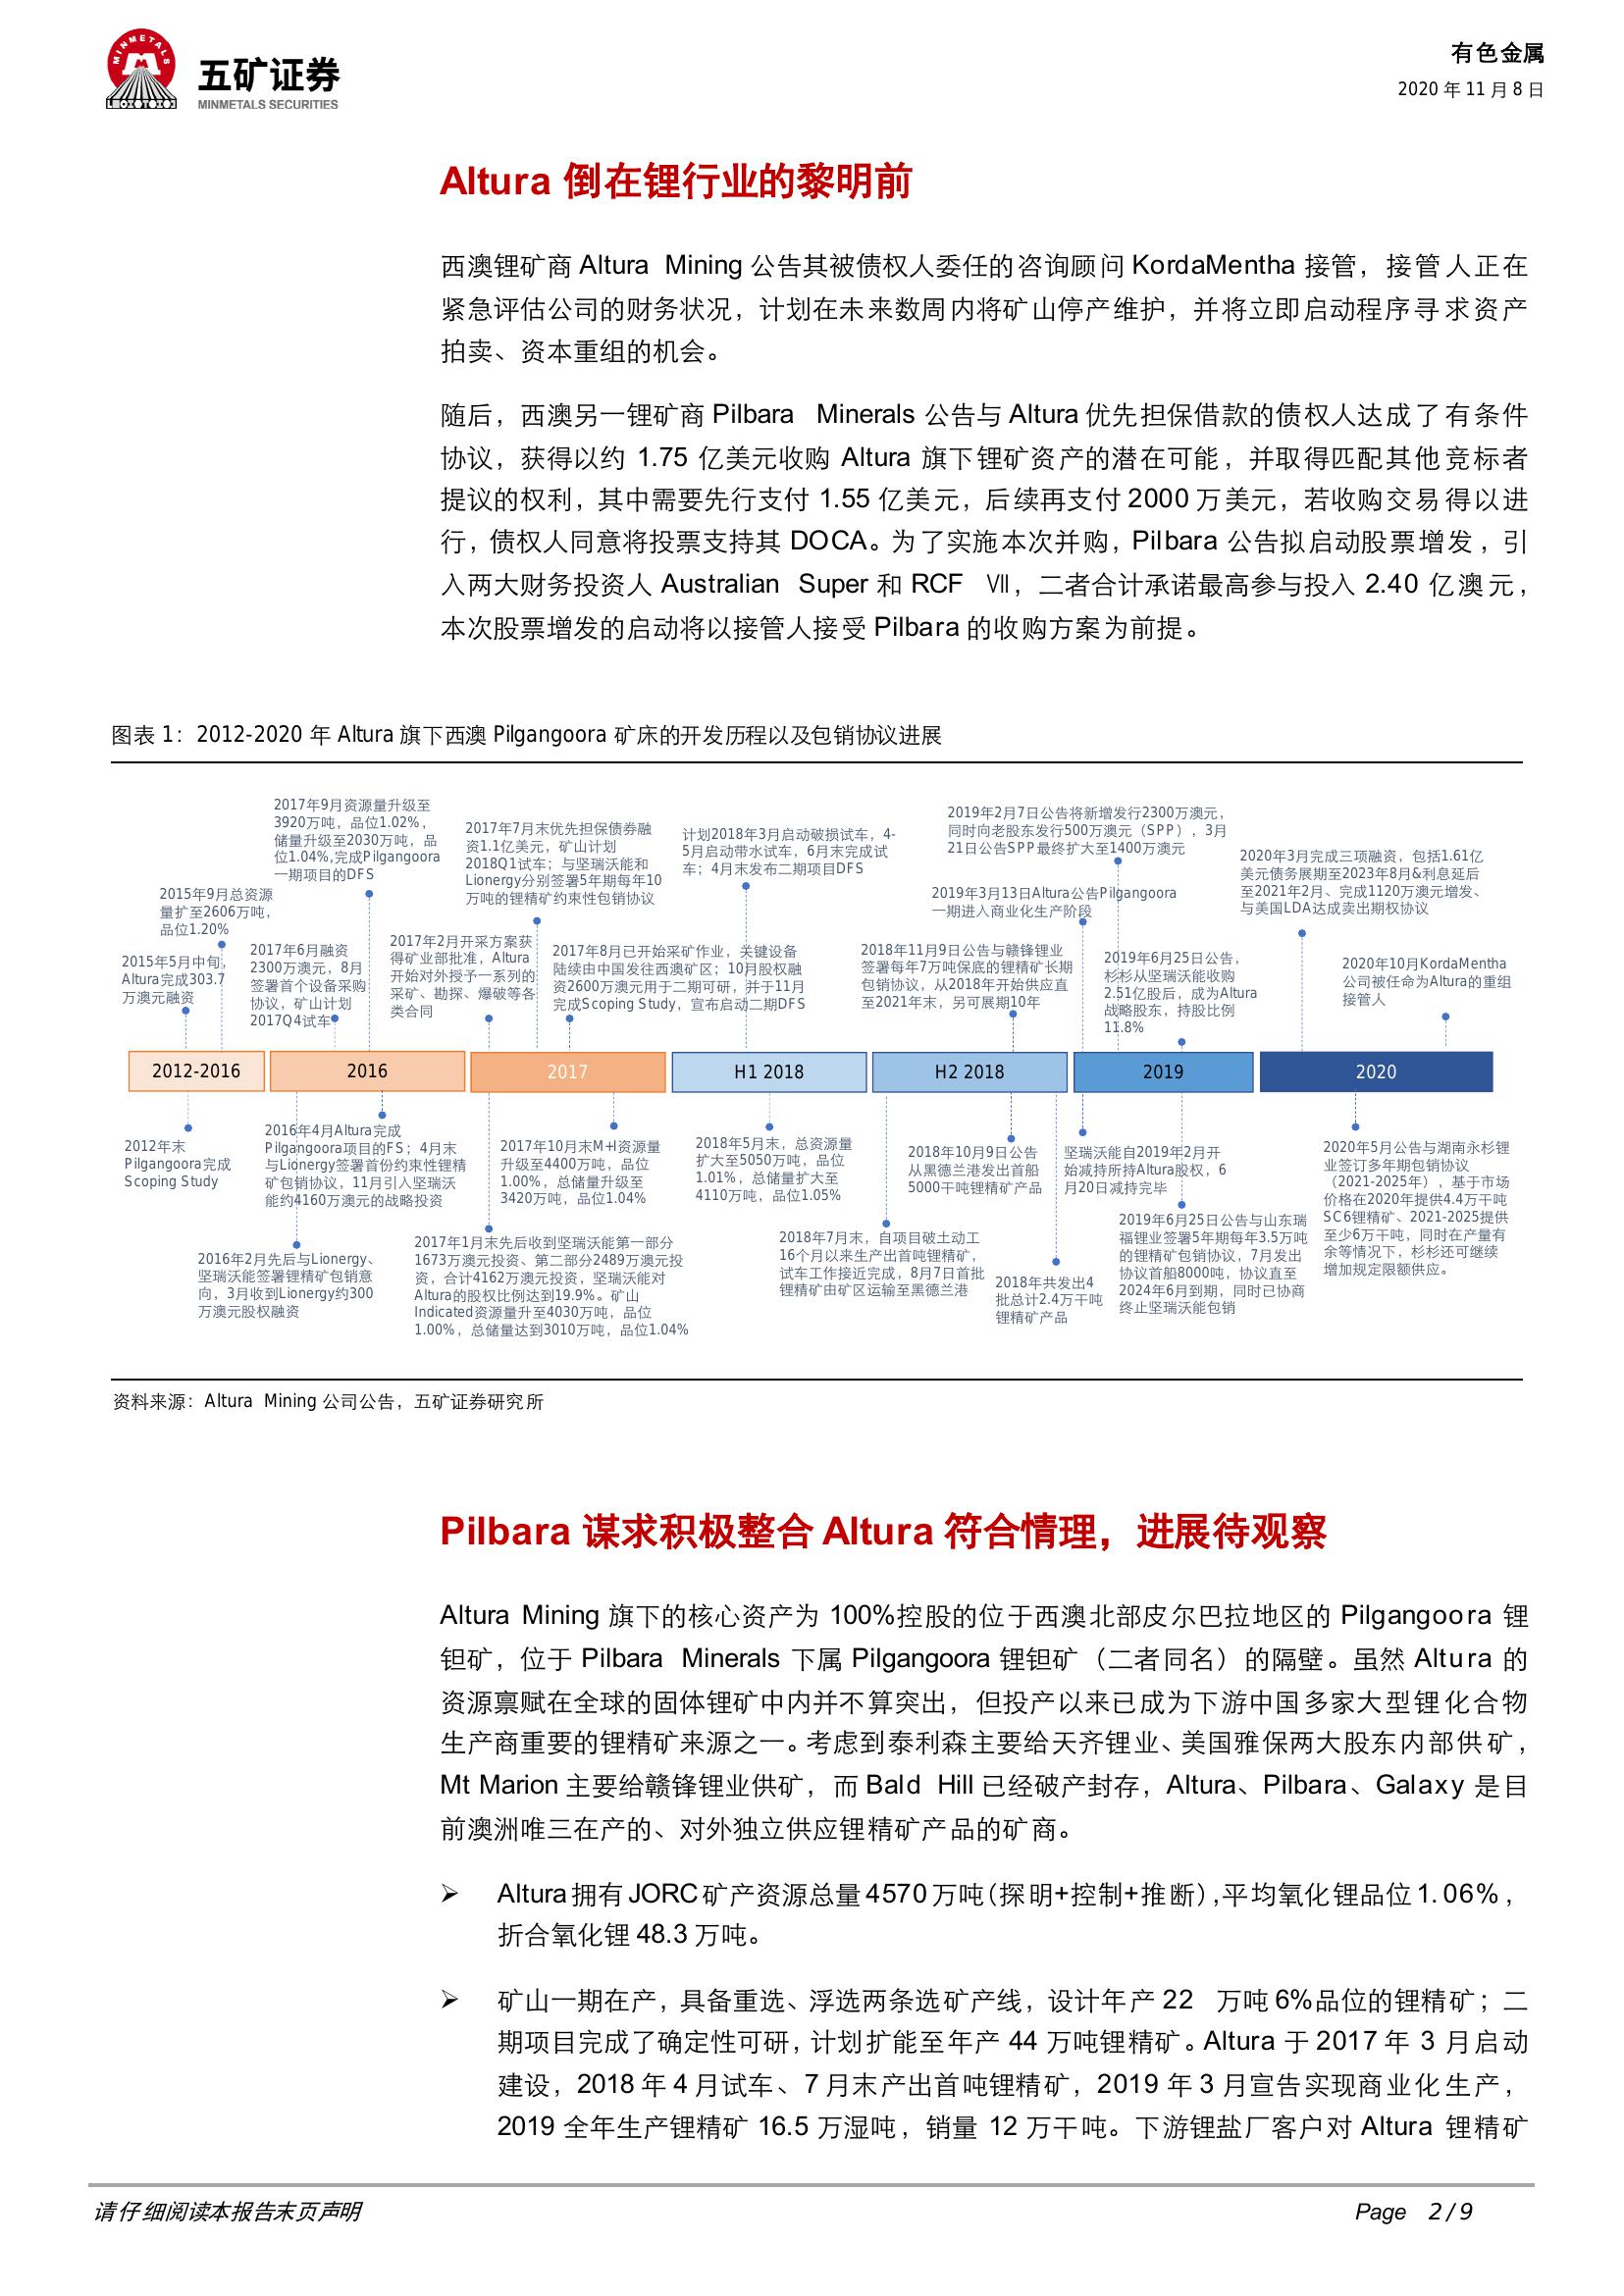 MINMETALS
五矿证券
MINMETALS SECURITIES
有色金属
2020 年 11 月 8 日
Altura 倒在锂行业的黎明前
西澳锂矿商 Altura Mining 公告其被债权人委任的咨询顾问 KordaMentha 接管，接管人正在
紧急评估公司的财务状况，计划在未来数周内将矿山停产维护，并将立即启动程序寻求资产
拍卖、资本重组的机会。
随后，西澳另一锂矿商 Pilbara Minerals 公告与 Altura 优先担保借款的债权人达成了有条件
协议，获得以约 1.75 亿美元收购 Altura 旗下锂矿资产的潜在可能，并取得匹配其他竞标者
提议的权利，其中需要先行支付 1.55 亿美元，后续再支付 2000 万美元，若收购交易得以进
行，债权人同意将投票支持其 DOCA。为了实施本次并购，Pilbara 公告拟启动股票增发，引
入两大财务投资人 Australian Super 和 RCF Ⅶ，二者合计承诺最高参与投入 2.40 亿澳元，
本次股票增发的启动将以接管人接受 Pilbara 的收购方案为前提。
图表 1：2012-2020 年 Altura 旗下西澳 Pilgangoora 矿床的开发历程以及包销协议进展
2015年5月中旬，
Altura完成303.7
万澳元融资
2015年9月总资源
量扩至2606万吨，
品位1.20%
2017年6月融资
2300万澳元，8月
签署首个设备采购
协议，矿山计划
2017Q4试车
2017年9月资源量升级至
3920万吨，品位1.02%，
储量升级至2030万吨，品
位1.04%,完成Pilgangoora
一期项目的DFS
2017年2月开采方案获
得矿业部批准，Altura
开始对外授予一系列的
采矿、勘探、爆破等各
类合同
2017年7月末优先担保债券融
资1.1亿美元，矿山计划
2018Q1试车；与坚瑞沃能和
Lionergy分别签署5年期每年10
万吨的锂精矿约束性包销协议
2017年8月已开始采矿作业，关键设备
陆续由中国发往西澳矿区；10月股权融
资2600万澳元用于二期可研，并于11月
完成Scoping Study，宣布启动二期DFS
计划2018年3月启动破损试车，4-
5月启动带水试车，6月末完成试
车；4月末发布二期项目DFS
2018年11月9日公告与赣锋锂业
签署每年7万吨保底的锂精矿长期
包销协议，从2018年开始供应直
至2021年末，另可展期10年
2019年2月7日公告将新增发行2300万澳元，
同时向老股东发行500万澳元（SPP），3月
21日公告SPP最终扩大至1400万澳元
2019年3月13日Altura公告Pilgangoora
一期进入商业化生产阶段
2019年6月25日公告，
杉杉从坚瑞沃能收购
2.51亿股后，成为Altura
战略股东，持股比例
11.8%
2020年3月完成三项融资，包括1.61亿
美元债务展期至2023年8月&利息延后
至2021年2月、完成1120万澳元增发、
与美国LDA达成卖出期权协议
2020年10月KordaMentha
公司被任命为Altura的重组
接管人
2012-2016
2016
2017
H1 2018
H2 2018
2019
2020
2012年末
Pilgangoora完成
Scoping Study
2016年4月Altura完成
Pilgangoora项目的FS；4月末
与Lionergy签署首份约束性锂精
矿包销协议，11月引入坚瑞沃
能约4160万澳元的战略投资
2016年2月先后与Lionergy、
坚瑞沃能签署锂精矿包销意
向，3月收到Lionergy约300
万澳元股权融资
2017年10月末M+I资源量
升级至4400万吨，品位
1.00%，总储量升级至
3420万吨，品位1.04%
2017年1月末先后收到坚瑞沃能第一部分
1673万澳元投资、第二部分2489万澳元投
资，合计4162万澳元投资，坚瑞沃能对
Altura的股权比例达到19.9%。矿山
Indicated资源量升至4030万吨，品位
1.00%，总储量达到3010万吨，品位1.04%
2018年5月末，总资源量
扩大至5050万吨，品位
1.01%，总储量扩大至
4110万吨，品位1.05%
2018年7月末，自项目破土动工
16个月以来生产出首吨锂精矿，
试车工作接近完成，8月7日首批
锂精矿由矿区运输至黑德兰港
2018年10月9日公告
从黑德兰港发出首船
5000干吨锂精矿产品
2018年共发出4
批总计2.4万干吨
锂精矿产品
坚瑞沃能自2019年2月开
始减持所持Altura股权，6
月20日减持完毕
2019年6月25日公告与山东瑞
福锂业签署5年期每年3.5万吨
的锂精矿包销协议，7月发出
协议首船8000吨，协议直至
2024年6月到期，同时已协商
终止坚瑞沃能包销
2020年5月公告与湖南永杉锂
业签订多年期包销协议
（2021-2025年），基于市场
价格在2020年提供4.4万干吨
SC6锂精矿、2021-2025提供
至少6万干吨，同时在产量有
余等情况下，杉杉还可继续
增加规定限额供应。
资料来源：Altura Mining 公司公告，五矿证券研究所
Pilbara 谋求积极整合 Altura 符合情理，进展待观察
Altura Mining 旗下的核心资产为 100%控股的位于西澳北部皮尔巴拉地区的 Pilgangoora 锂
钽矿，位于 Pilbara Minerals 下属 Pilgangoora 锂钽矿（二者同名）的隔壁。虽然 Altura 的
资源禀赋在全球的固体锂矿中内并不算突出，但投产以来已成为下游中国多家大型锂化合物
生产商重要的锂精矿来源之一。考虑到泰利森主要给天齐锂业、美国雅保两大股东内部供矿，
Mt Marion 主要给赣锋锂业供矿，而 Bald Hill 已经破产封存，Altura、Pilbara、Galaxy 是目
前澳洲唯三在产的、对外独立供应锂精矿产品的矿商。
➢ Altura 拥有 JORC 矿产资源总量 4570 万吨（探明+控制+推断），平均氧化锂品位 1.06%，
折合氧化锂 48.3 万吨。
➢ 矿山一期在产，具备重选、浮选两条选矿产线，设计年产 22 万吨 6%品位的锂精矿；二
期项目完成了确定性可研，计划扩能至年产 44 万吨锂精矿。Altura 于 2017 年 3 月启动
建设，2018 年 4 月试车、7 月末产出首吨锂精矿，2019 年 3 月宣告实现商业化生产，
2019 全年生产锂精矿 16.5 万湿吨，销量 12 万干吨。下游锂盐厂客户对 Altura 锂精矿
请仔细阅读本报告末页声明
Page 2 / 9